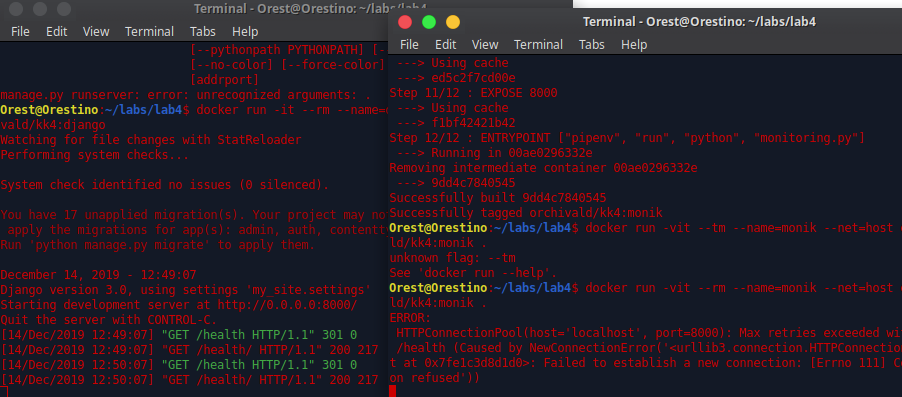 Terminal - Orest@Orestino: ~/labs/lab4
File Edit View Terminal Tabs Help
[--pythonpath PYTHONPATH] [--
[--no-color] [--force-color]
[addrport]
manage.py runserver: error: unrecognized arguments: .
Orest@Orestino:~/labs/lab4$ docker run -it --rm --name=
vald/kk4:django
Watching for file changes with StatReloader
Performing system checks...
System check identified no issues (0 silenced).
You have 17 unapplied migration(s). Your project may no
apply the migrations for app(s): admin, auth, contentt
Run 'python manage.py migrate' to apply them.
December 14, 2019 - 12:49:07
Django version 3.0, using settings 'my_site.settings'
Starting development server at http://0.0.0.0:8000/
Quit the server with CONTROL-C.
[14/Dec/2019 12:49:07] "GET /health HTTP/1.1" 301 0
[14/Dec/2019 12:49:07] "GET /health/ HTTP/1.1" 200 217
[14/Dec/2019 12:50:07] "GET /health HTTP/1.1" 301 0
[14/Dec/2019 12:50:07] "GET /health/ HTTP/1.1" 200 217
Terminal - Orest@Orestino: ~/labs/lab4
File Edit View Terminal Tabs Help
---> Using cache
---> ed5c2f7cd00e
Step 11/12 : EXPOSE 8000
---> Using cache
---> f1bf42421b42
Step 12/12 : ENTRYPOINT ["pipenv", "run", "python", "monitoring.py"]
---> Running in 00ae0296332e
Removing intermediate container 00ae0296332e
---> 9dd4c7840545
Successfully built 9dd4c7840545
Successfully tagged orchivald/kk4:monik
Orest@Orestino:~/labs/lab4$ docker run -vit --tm --name=monik --net=host
ld/kk4:monik .
unknown flag: --tm
See 'docker run --help'.
Orest@Orestino:~/labs/lab4$ docker run -vit --rm --name=monik --net=host
ld/kk4:monik .
ERROR:
HTTPConnectionPool(host='localhost', port=8000): Max retries exceeded wi
/health (Caused by NewConnectionError('<urllib3.connection.HTTPConnectio
t at 0x7fe1c3d8d1d0>: Failed to establish a new connection: [Errno 111] C
on refused'))